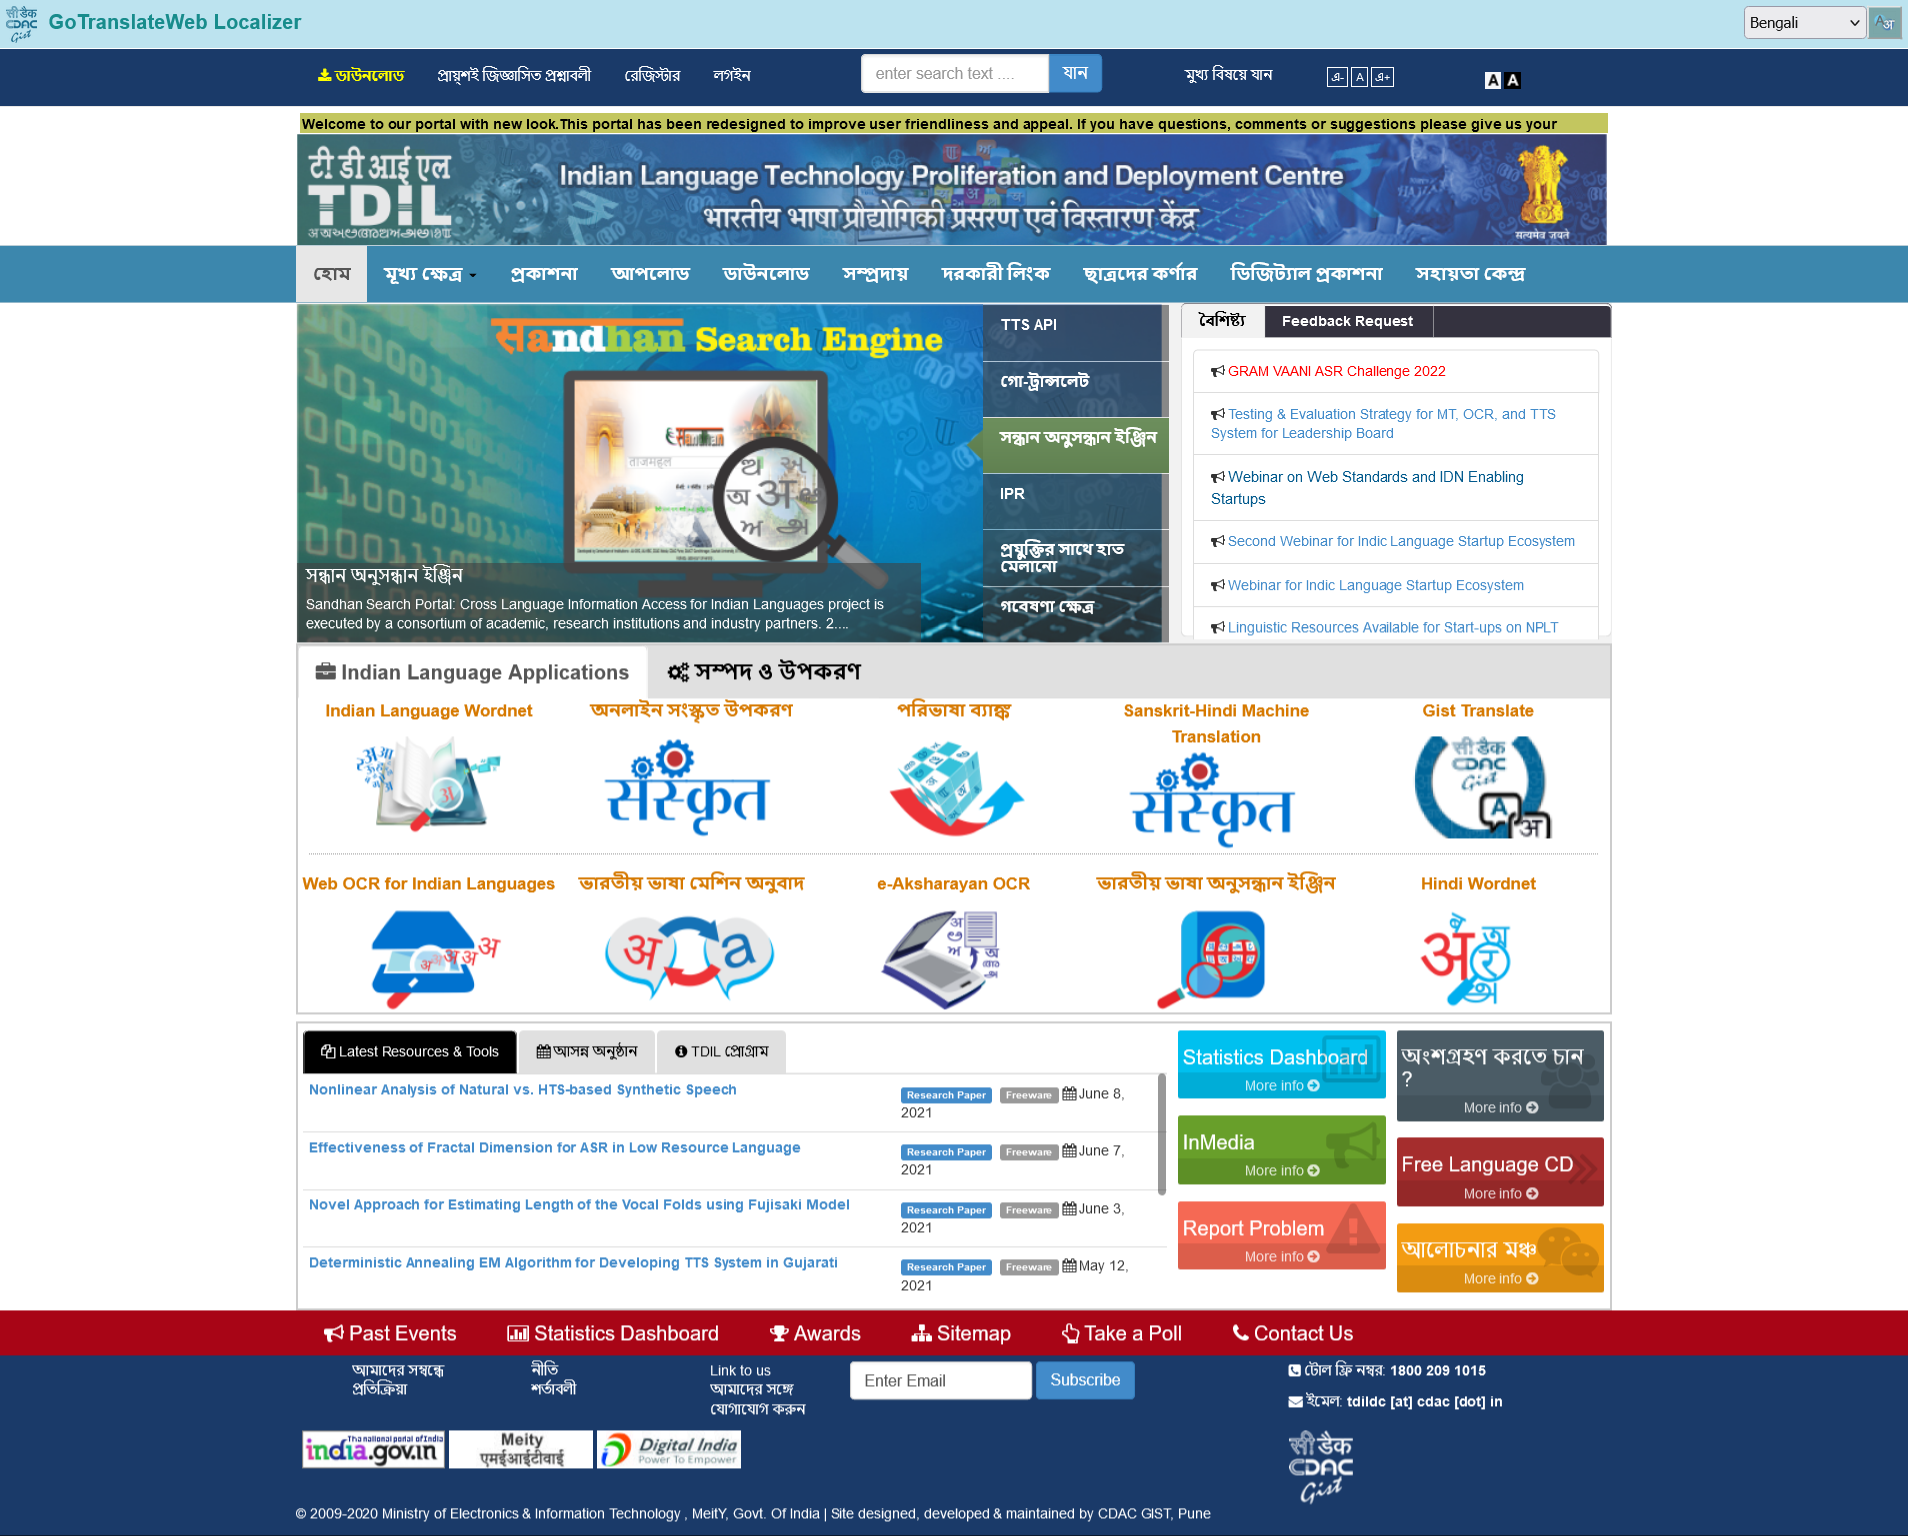 GoTranslateWeb Localizer
Bengali
ডাউনলোড
প্রায়শই জিজ্ঞাসিত প্রশ্নাবলী
রেজিস্টার
লগইন
enter search text ....
যান
মুখ্য বিষয়ে যান
এ-
A
এ+
A A
Welcome to our portal with new look.This portal has been redesigned to improve user friendliness and appeal. If you have questions, comments or suggestions please give us your
टी डी आई एल
TDIL
Indian Language Technology Proliferation and Deployment Centre
भारतीय भाषा प्रौद्योगिकी प्रसरण एवं विस्तारण केंद्र
सत्यमेव जयते
হোম
মূখ্য ক্ষেত্র
প্রকাশনা
আপলোড
ডাউনলোড
সম্প্রদায়
দরকারী লিংক
ছাত্রদের কর্ণার
ডিজিট্যাল প্রকাশনা
সহায়তা কেন্দ্র
सandhan Search Engine
ताजमहल
সন্ধান অনুসন্ধান ইঞ্জিন
Sandhan Search Portal: Cross Language Information Access for Indian Languages project is
executed by a consortium of academic, research institutions and industry partners. 2....
TTS API
গো-ট্রান্সলেট
সন্ধান অনুসন্ধান ইঞ্জিন
IPR
প্রযুক্তির সাথে হাত
মেলানো
গবেষণা ক্ষেত্র
বৈশিষ্ট্য
Feedback Request
GRAM VAANI ASR Challenge 2022
Testing & Evaluation Strategy for MT, OCR, and TTS
System for Leadership Board
Webinar on Web Standards and IDN Enabling
Startups
Second Webinar for Indic Language Startup Ecosystem
Webinar for Indic Language Startup Ecosystem
Linguistic Resources Available for Start-ups on NPLT
Indian Language Applications
সম্পদ ও উপকরণ
Indian Language Wordnet
অনলাইন সংস্কৃত উপকরণ
পরিভাষা ব্যাঙ্ক
Sanskrit-Hindi Machine
Translation
Gist Translate
संस्कृत
संस्कृत
सी डैक
CDAC
Gist
Web OCR for Indian Languages
ভারতীয় ভাষা মেশিন অনুবাদ
e-Aksharayan OCR
ভারতীয় ভাষা অনুসন্ধান ইঞ্জিন
Hindi Wordnet
Latest Resources & Tools
আসন্ন অনুষ্ঠান
TDIL প্রোগ্রাম
Nonlinear Analysis of Natural vs. HTS-based Synthetic Speech
Research Paper Freeware June 8,
2021
Effectiveness of Fractal Dimension for ASR in Low Resource Language
Research Paper Freeware June 7,
2021
Novel Approach for Estimating Length of the Vocal Folds using Fujisaki Model
Research Paper Freeware June 3,
2021
Deterministic Annealing EM Algorithm for Developing TTS System in Gujarati
Research Paper Freeware May 12,
2021
Statistics Dashboard
More info
InMedia
More info
Report Problem
More info
অংশগ্রহণ করতে চান
?
More info
Free Language CD
More info
আলোচনার মঞ্চ
More info
Past Events
Statistics Dashboard
Awards
Sitemap
Take a Poll
Contact Us
আমাদের সম্বন্ধে
প্রতিক্রিয়া
নীতি
শর্তাবলী
Link to us
আমাদের সঙ্গে
যোগাযোগ করুন
Enter Email
Subscribe
টোল ফ্রি নম্বর: 1800 209 1015
ইমেল: tdildc [at] cdac [dot] in
The national portal of India
india.gov.in
Meity
एमईआईटीवाई
Digital India
Power To Empower
सी डैक
CDAC
Gist
© 2009-2020 Ministry of Electronics & Information Technology , MeitY, Govt. Of India | Site designed, developed & maintained by CDAC GIST, Pune